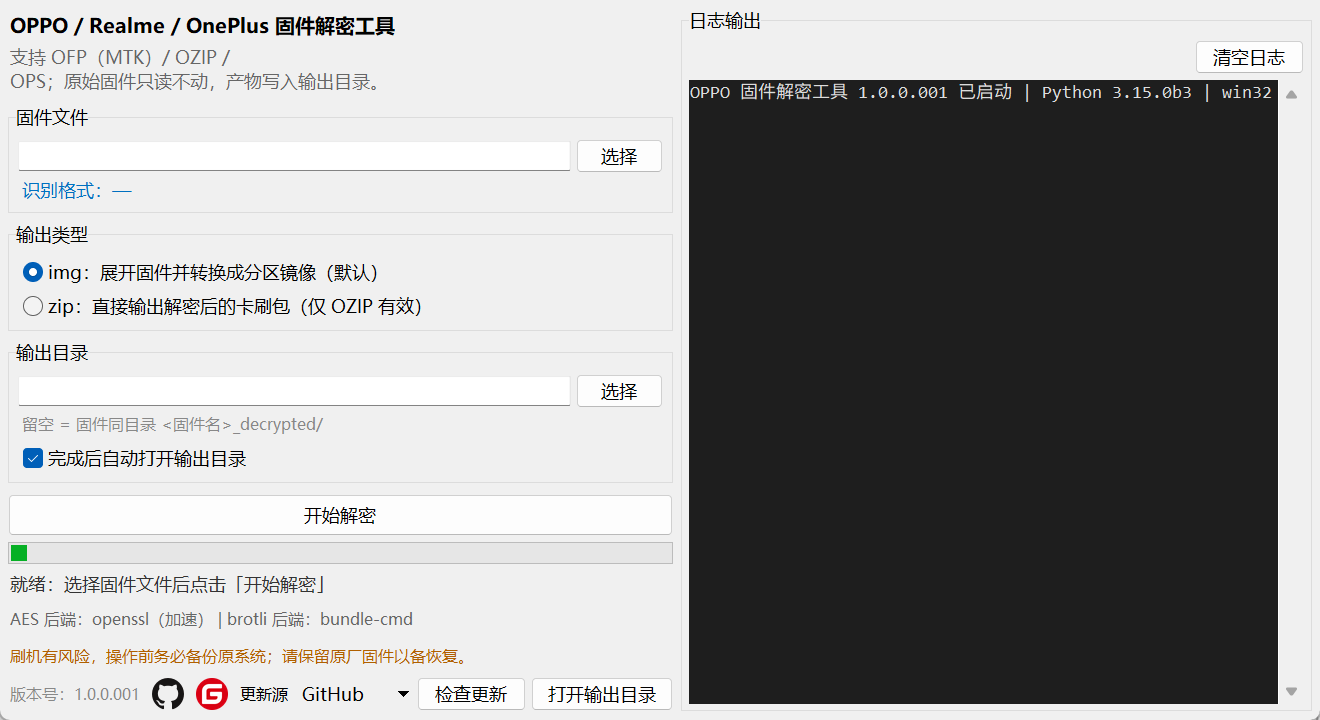 OPPO / Realme / OnePlus 固件解密工具
支持 OFP（MTK）/ OZIP /
OPS；原始固件只读不动，产物写入输出目录。
固件文件
选择
识别格式：—
输出类型
img：展开固件并转换成分区镜像（默认）
zip：直接输出解密后的卡刷包（仅 OZIP 有效）
输出目录
选择
留空 = 固件同目录 <固件名>_decrypted/
完成后自动打开输出目录
开始解密
就绪：选择固件文件后点击「开始解密」
AES 后端：openssl（加速） | brotli 后端：bundle-cmd
刷机有风险，操作前务必备份原系统；请保留原厂固件以备恢复。
版本号：1.0.0.001 更新源 GitHub 检查更新 打开输出目录
日志输出
清空日志
OPPO 固件解密工具 1.0.0.001 已启动 | Python 3.15.0b3 | win32